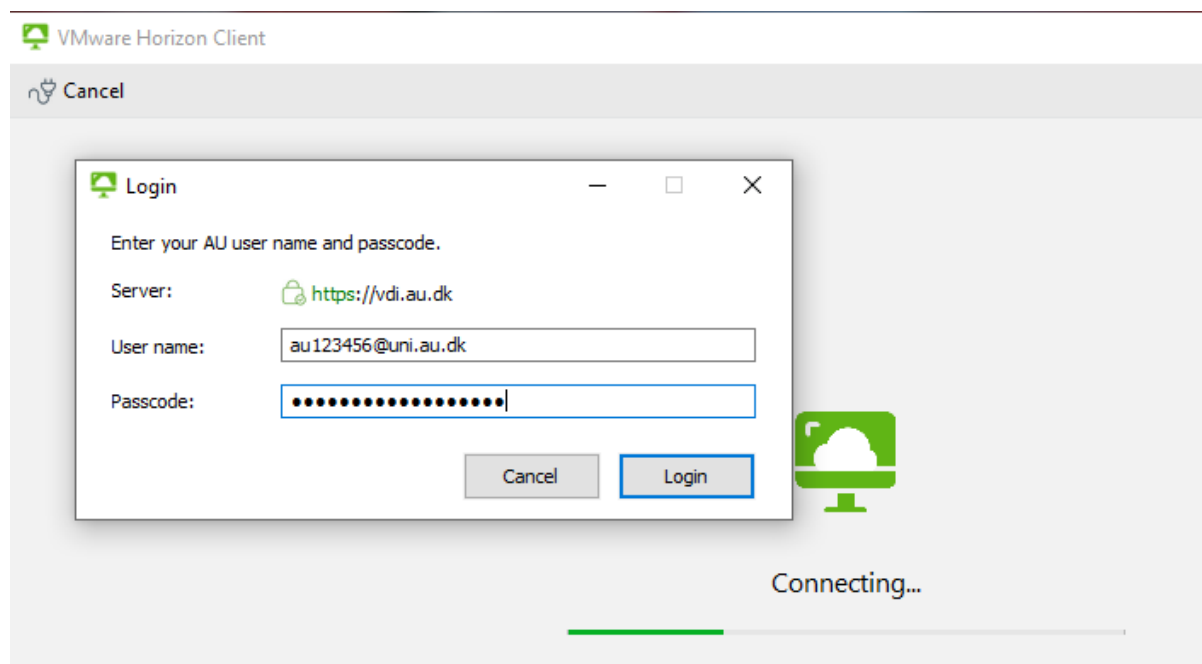 VMware Horizon Client
Cancel
Login
Enter your AU user name and passcode.
Server: https://vdi.au.dk
User name: au123456@uni.au.dk
Passcode: ••••••••••••••••••
Cancel Login
Connecting...